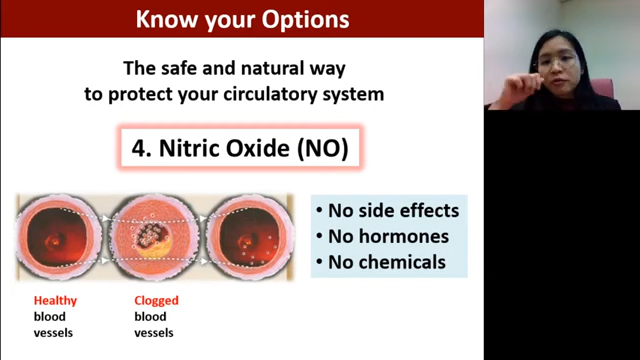 Know your Options
The safe and natural way
to protect your circulatory system
4. Nitric Oxide (NO)
• No side effects
• No hormones
• No chemicals
Healthy
blood
vessels
Clogged
blood
vessels